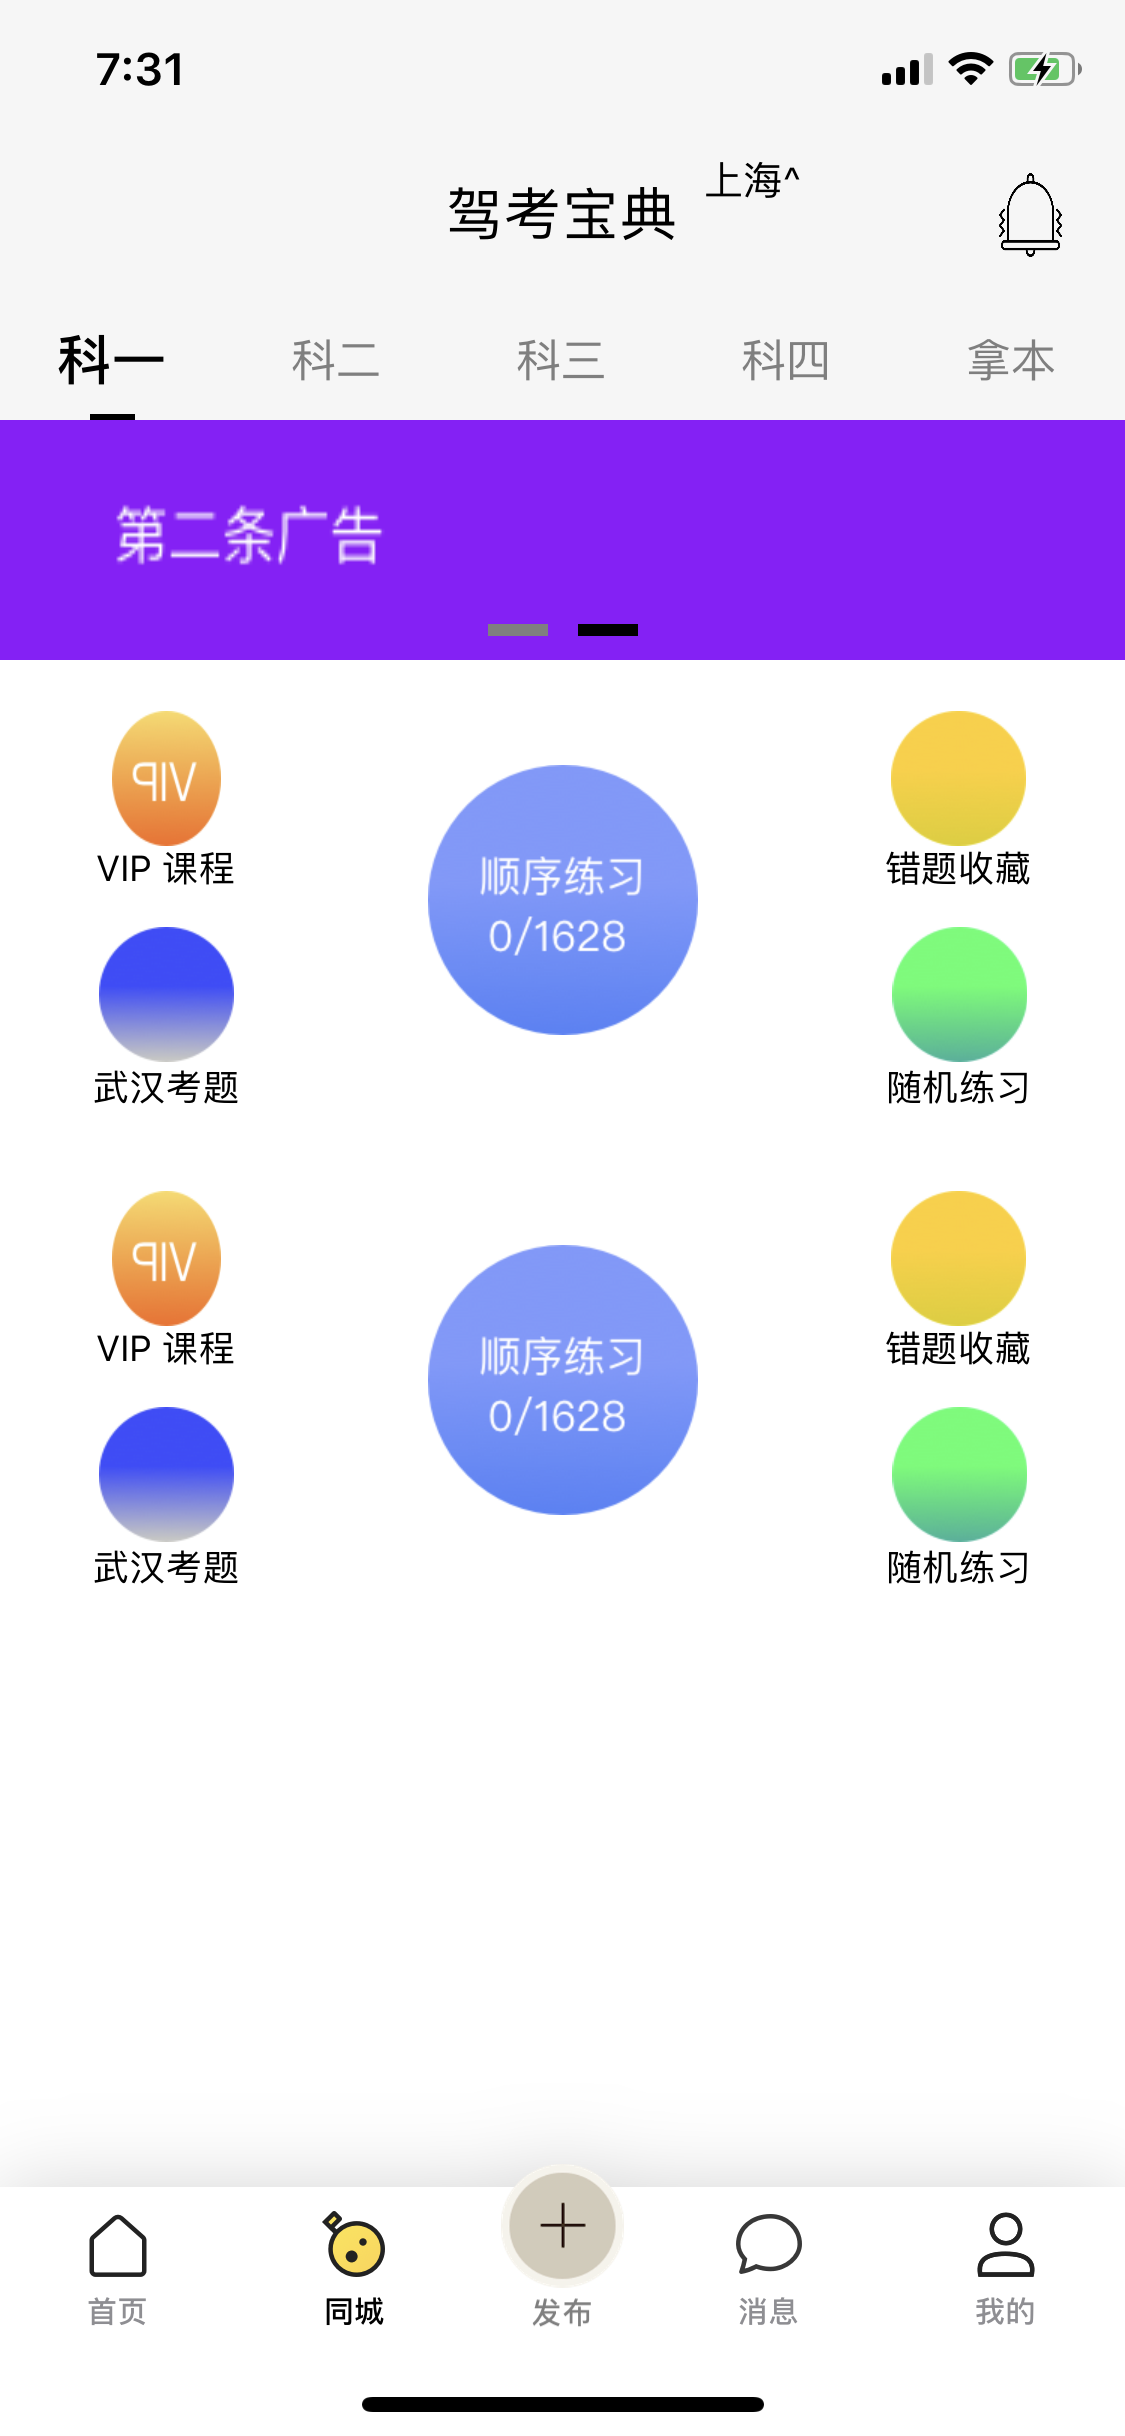 7:31
驾考宝典 上海^
科一 科二 科三 科四 拿本
第二条广告
VIP
VIP 课程
顺序练习
0/1628
错题收藏
武汉考题
随机练习
VIP
VIP 课程
顺序练习
0/1628
错题收藏
武汉考题
随机练习
首页 同城 发布 消息 我的